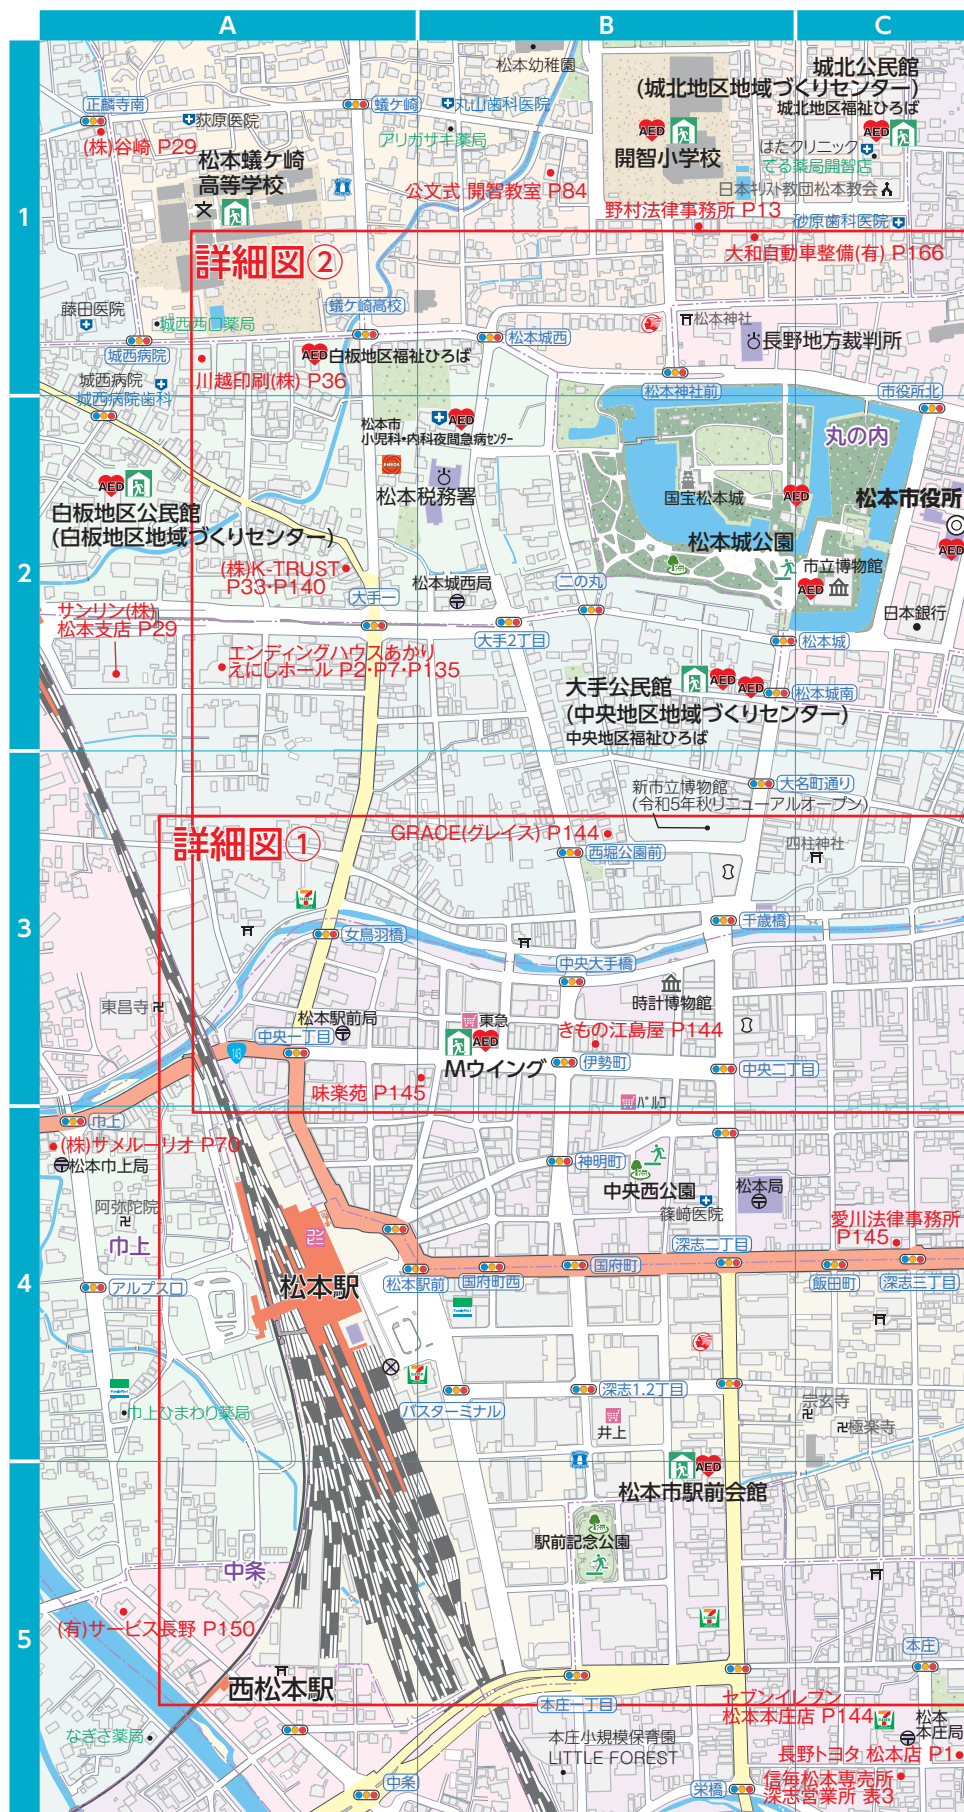 A
B
C
松本幼稚園
城北公民館
(城北地区地域づくりセンター)
城北地区福祉ひろば
正麟寺南
蟻ケ崎
丸山歯科医院
荻原医院
アリガサキ薬局
AED
AED
(株)谷崎 P29
松本蟻ケ崎
高等学校
開智小学校
ほたクリニック
でる薬局開智店
公文式 開智教室 P84
日本キリスト教団松本教会
1
野村法律事務所 P13
砂原歯科医院
詳細図②
大和自動車整備(有) P166
藤田医院
蟻ケ崎高校
城西西口薬局
松本神社
城西病院
AED
白板地区福祉ひろば
松本城西
長野地方裁判所
城西病院
城西病院歯科
川越印刷(株) P36
松本神社前
市役所北
松本市
小児科・内科夜間急病センター
AED
丸の内
ENEOS
松本税務署
国宝松本城
AED
AED
白板地区公民館
(白板地区地域づくりセンター)
松本市役所
AED
松本城公園
2
(株)K-TRUST
P33・P140
松本城西局
二の丸
市立博物館
AED
大手一
サンリン(株)
松本支店 P29
大手2丁目
日本銀行
松本城
エンディングハウスあかり
えにしホール P2・P7・P135
大手公民館
(中央地区地域づくりセンター)
中央地区福祉ひろば
AED
AED
松本城南
新市立博物館
(令和5年秋リニューアルオープン)
大名町通り
詳細図①
GRACE(グレイス) P144
西堀公園前
四柱神社
3
女鳥羽橋
千歳橋
中央大手橋
時計博物館
東昌寺
松本駅前局
東急
中央一丁目
きもの江島屋 P144
143
AED
Mウイング
伊勢町
中央二丁目
味楽苑 P145
パルコ
巾上
(株)サメルーリオ P70
松本巾上局
神明町
中央西公園
松本局
阿弥陀院
篠﨑医院
巾上
愛川法律事務所
P145
コン
ビニ
深志二丁目
アルプス口
松本駅
松本駅前
国府町西
国府町
飯田町
深志三丁目
4
FamilyMart
FamilyMart
巾上ひまわり薬局
バスターミナル
深志1.2丁目
井上
宗玄寺
極楽寺
AED
松本市駅前会館
駅前記念公園
中条
5
(有)サービス長野 P150
西松本駅
本庄
本庄一丁目
セブンイレブン
松本本庄店 P144
松本
本庄局
なぎさ薬局
本庄小規模保育園
LITTLE FOREST
長野トヨタ 松本店 P1
中条
栄橋
信毎松本専売所
深志営業所 表3